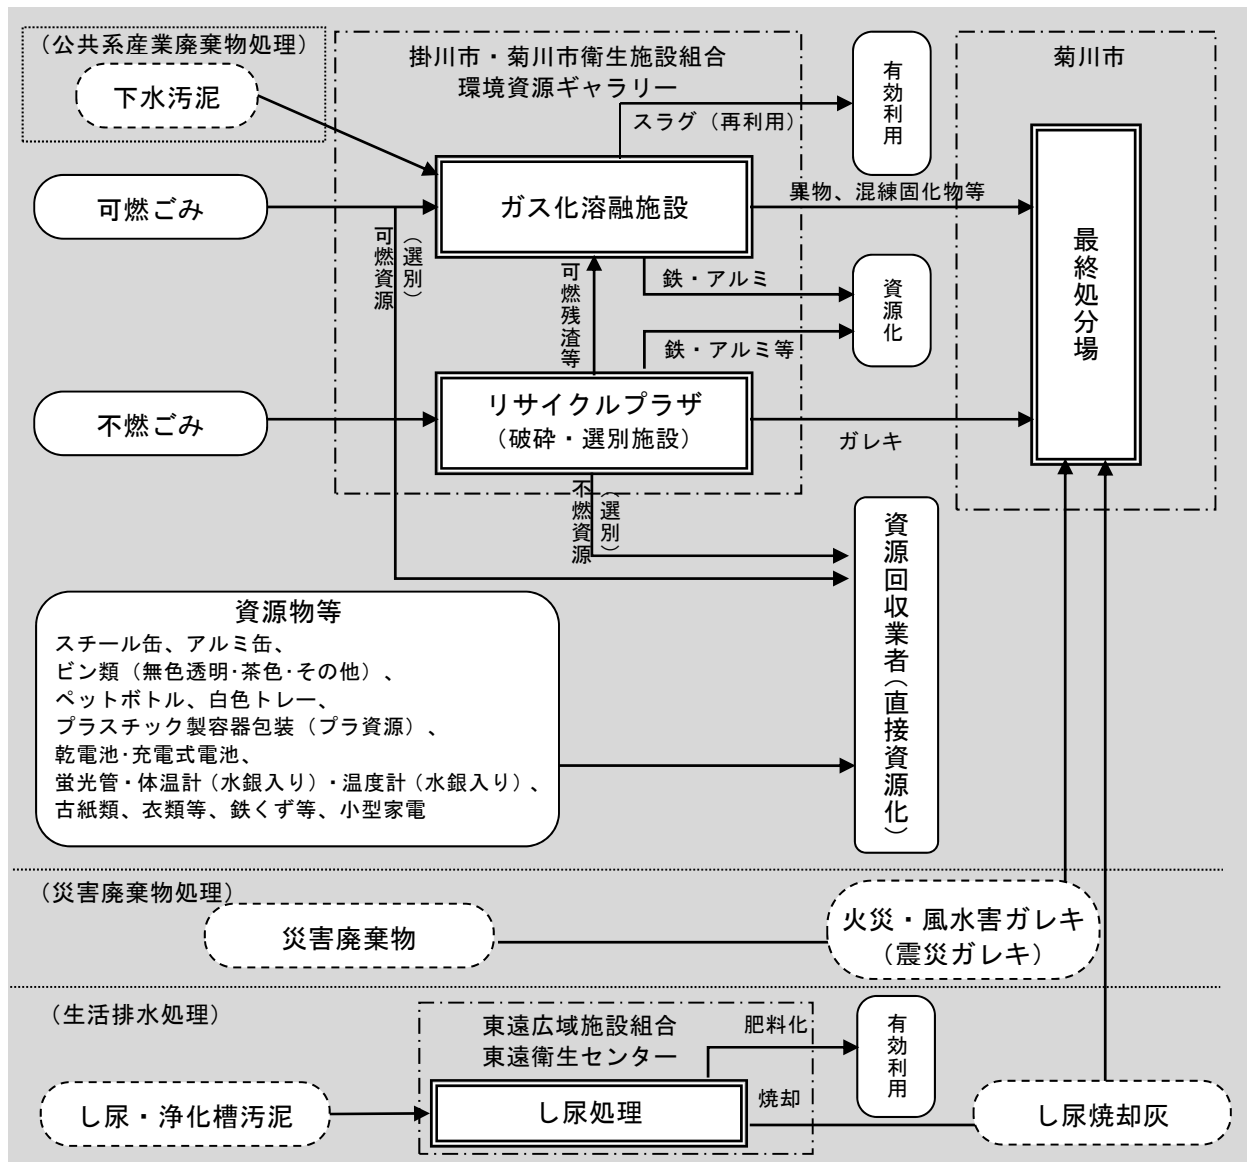 （公共系産業廃棄物処理）
下水汚泥
掛川市・菊川市衛生施設組合
環境資源ギャラリー
スラグ（再利用）
有効利用
菊川市
可燃ごみ
ガス化溶融施設
異物、混練固化物等
最終処分場
可燃資源
（選別）
可燃残渣等
鉄・アルミ
資源化
鉄・アルミ等
不燃ごみ
リサイクルプラザ
（破砕・選別施設）
ガレキ
不燃資源
（選別）
資源回収業者（直接資源化）
資源物等
スチール缶、アルミ缶、
ビン類（無色透明･茶色･その他）、
ペットボトル、白色トレー、
プラスチック製容器包装（プラ資源）、
乾電池･充電式電池、
蛍光管・体温計（水銀入り）・温度計（水銀入り）、
古紙類、衣類等、鉄くず等、小型家電
（災害廃棄物処理）
災害廃棄物
火災・風水害ガレキ
（震災ガレキ）
（生活排水処理）
東遠広域施設組合
東遠衛生センター
肥料化
有効利用
し尿・浄化槽汚泥
し尿処理
焼却
し尿焼却灰